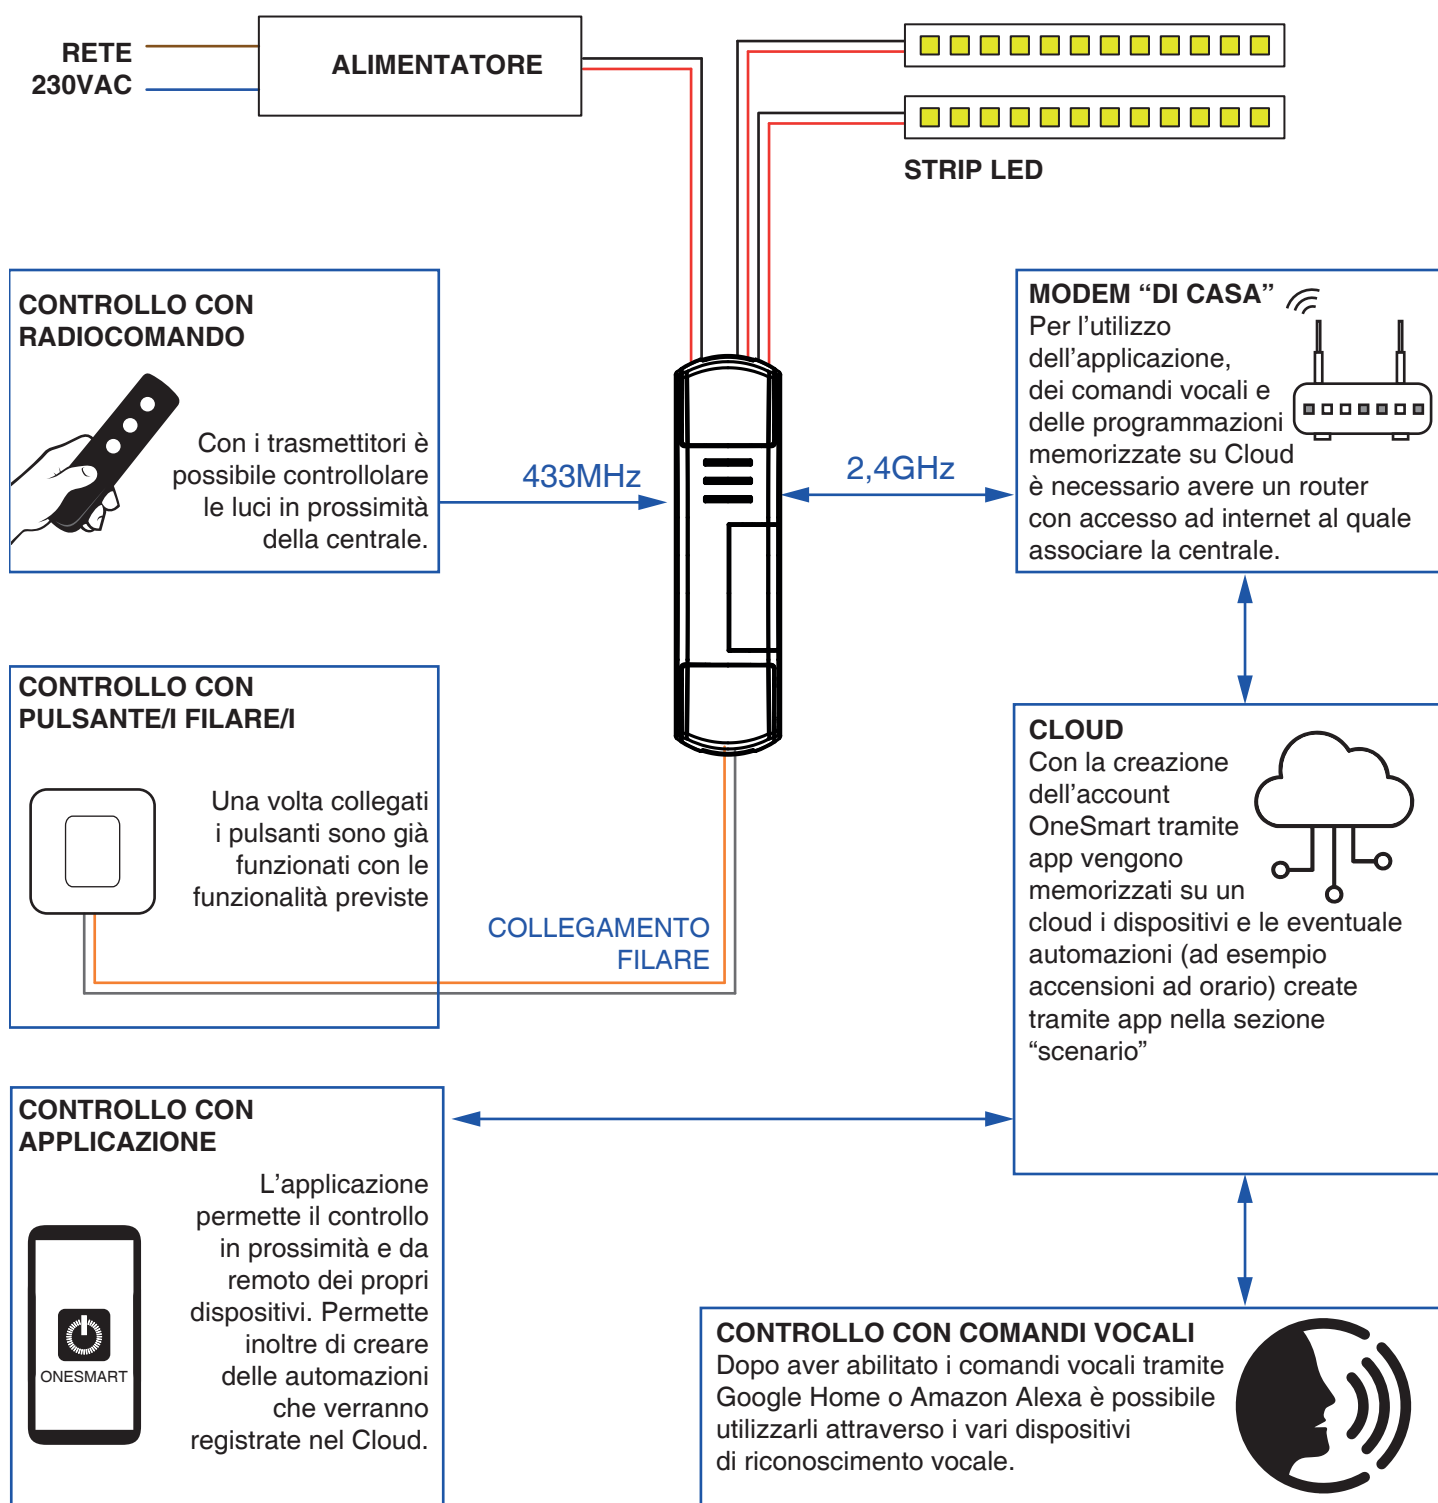 RETE
230VAC
ALIMENTATORE
STRIP LED
CONTROLLO CON
RADIOCOMANDO
Con i trasmettitori è
possibile controllolare
le luci in prossimità
della centrale.
433MHz
2,4GHz
MODEM “DI CASA”
Per l’utilizzo
dell’applicazione,
dei comandi vocali e
delle programmazioni
memorizzate su Cloud
è necessario avere un router
con accesso ad internet al quale
associare la centrale.
CONTROLLO CON
PULSANTE/I FILARE/I
Una volta collegati
i pulsanti sono già
funzionati con le
funzionalità previste
COLLEGAMENTO
FILARE
CLOUD
Con la creazione
dell’account
OneSmart tramite
app vengono
memorizzati su un
cloud i dispositivi e le eventuale
automazioni (ad esempio
accensioni ad orario) create
tramite app nella sezione
“scenario”
CONTROLLO CON
APPLICAZIONE
L’applicazione
permette il controllo
in prossimità e da
remoto dei propri
dispositivi. Permette
inoltre di creare
delle automazioni
che verranno
registrate nel Cloud.
ONESMART
CONTROLLO CON COMANDI VOCALI
Dopo aver abilitato i comandi vocali tramite
Google Home o Amazon Alexa è possibile
utilizzarli attraverso i vari dispositivi
di riconoscimento vocale.